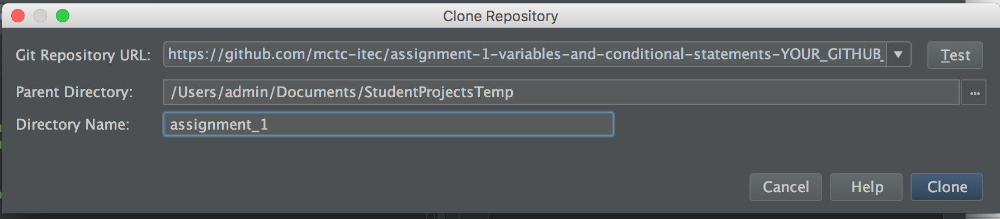 Clone Repository
Git Repository URL: https://github.com/mctc-itec/assignment-1-variables-and-conditional-statements-YOUR_GITHUB_ Test
Parent Directory: /Users/admin/Documents/StudentProjectsTemp ...
Directory Name: assignment_1
Cancel Help Clone